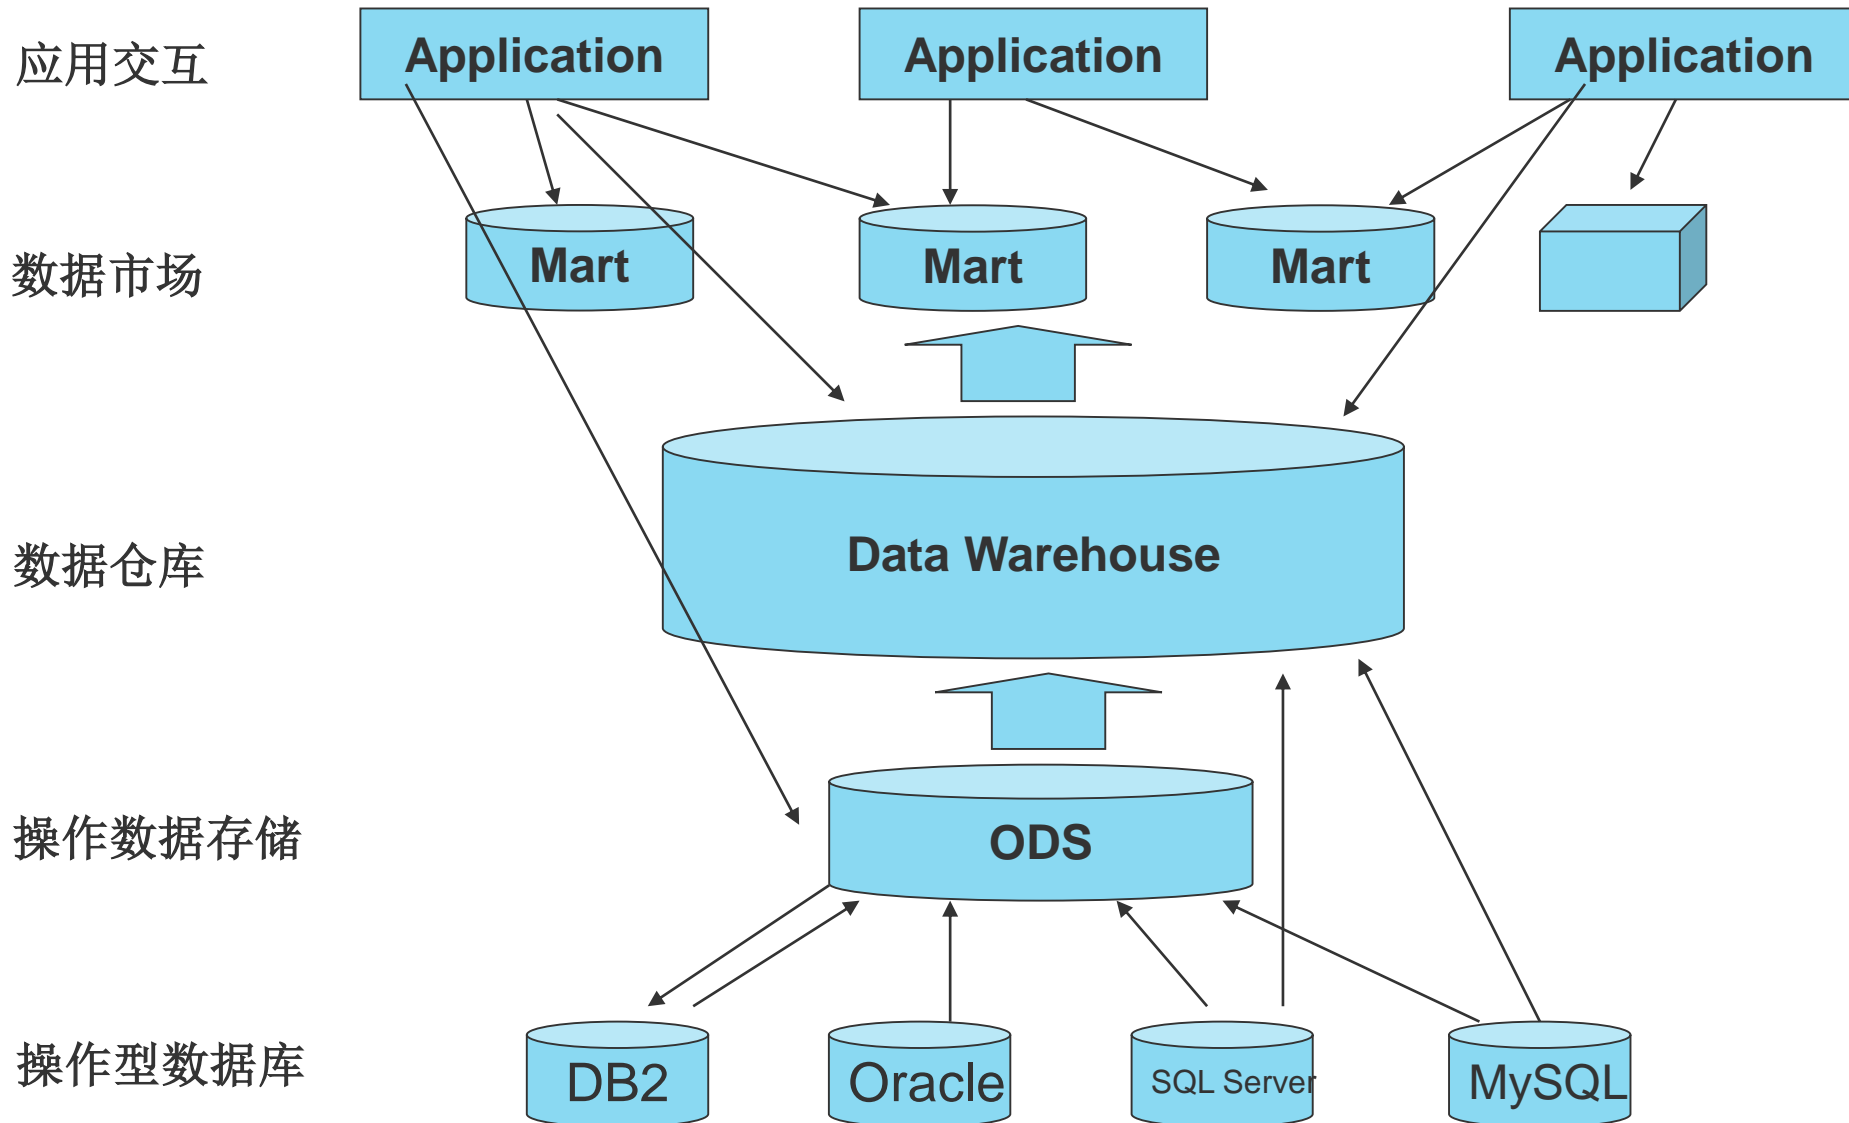 应用交互
Application
Application
Application
数据市场
Mart
Mart
Mart
数据仓库
Data Warehouse
操作数据存储
ODS
操作型数据库
DB2
Oracle
SQL Server
MySQL